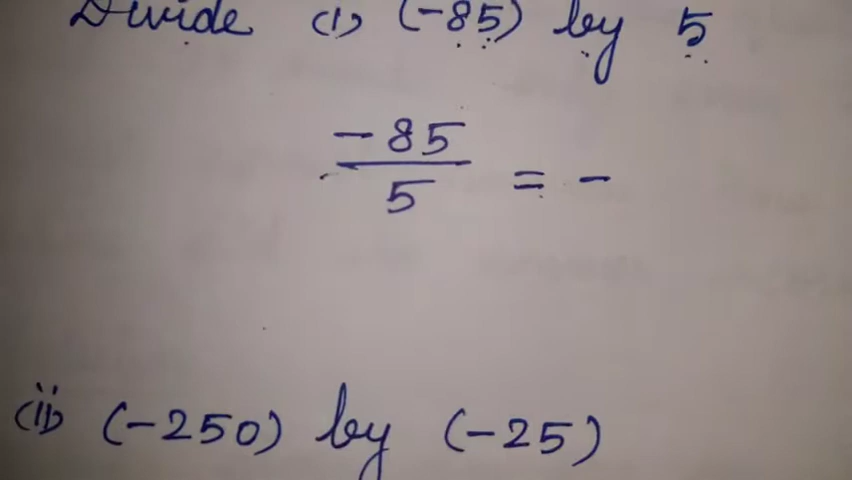 Divide (i) (-85) by 5
-85
5 = -
(ii) (-250) by (-25)